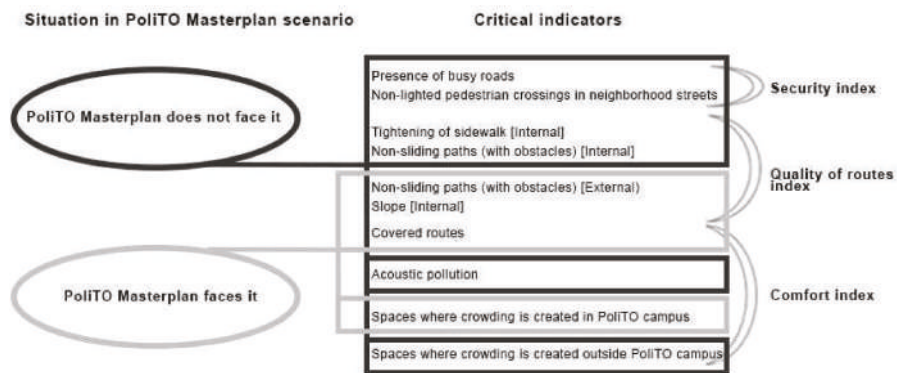 Situation in PoliTO Masterplan scenario
Critical indicators
PoliTO Masterplan does not face it
Presence of busy roads
Non-lighted pedestrian crossings in neighborhood streets
Security index
Tightening of sidewalk [Internal]
Non-sliding paths (with obstacles) [Internal]
Quality of routes
index
Non-sliding paths (with obstacles) [External)
Slope [Internal]
Covered routes
PoliTO Masterplan faces it
Acoustic pollution
Comfort index
Spaces where crowding is created in PoliTO campus
Spaces where crowding is created outside PoliTO campus